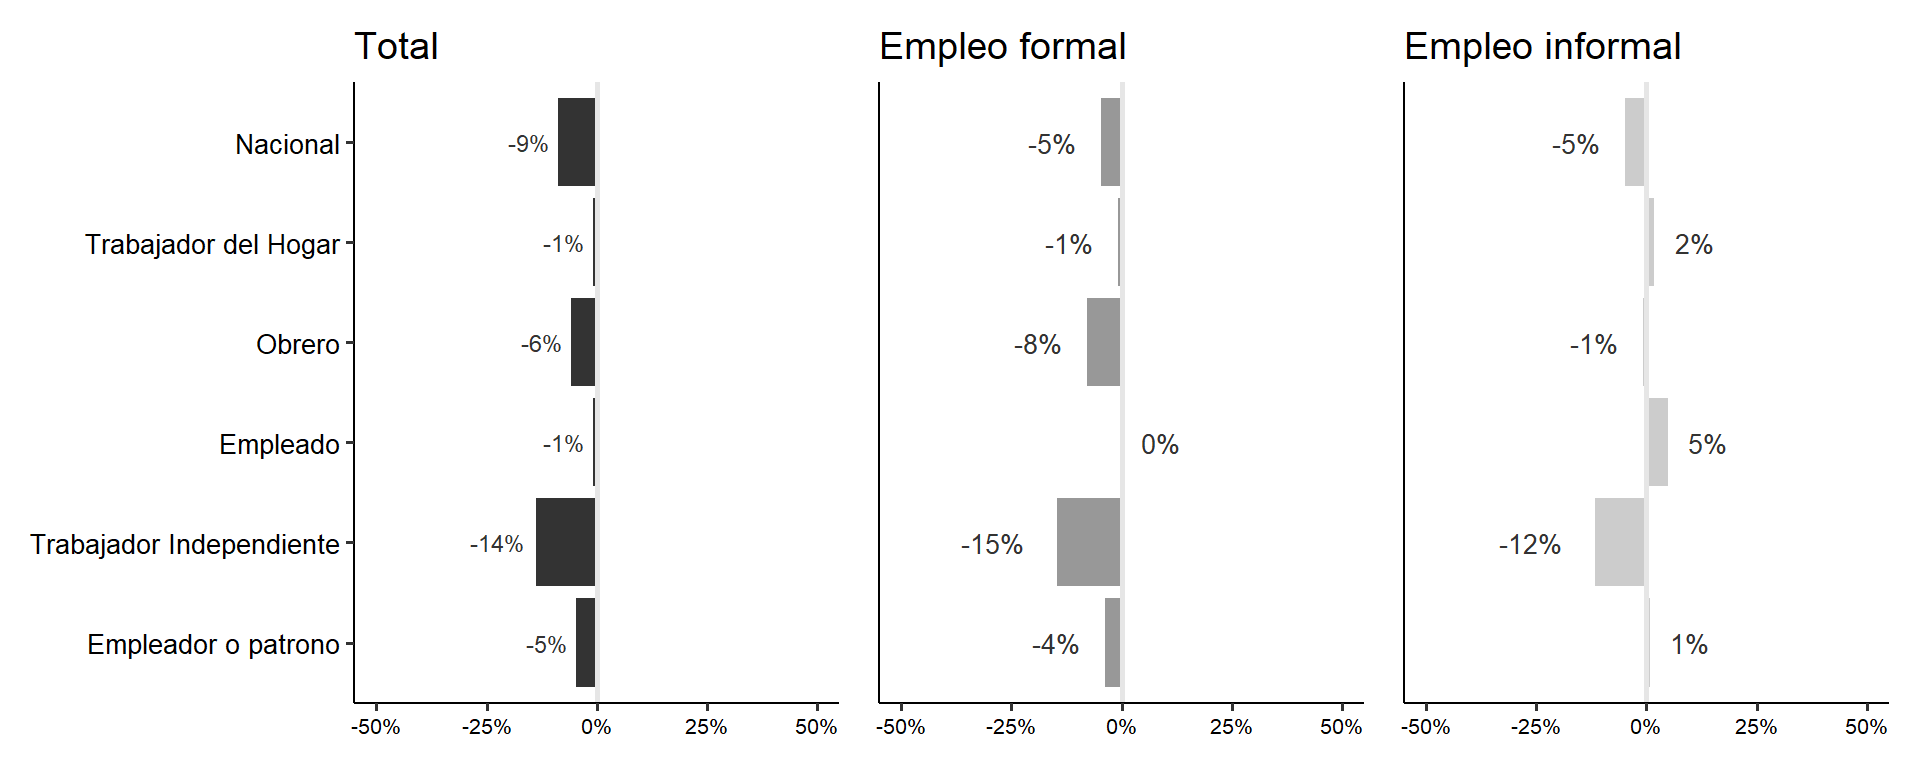 Total Empleo formal Empleo informal
Nacional -9% -5% -5%
Trabajador del Hogar -1% -1% 2%
Obrero -6% -8% -1%
Empleado -1% 0% 5%
Trabajador Independiente -14% -15% -12%
Empleador o patrono -5% -4% 1%
-50% -25% 0% 25% 50% -50% -25% 0% 25% 50% -50% -25% 0% 25% 50%